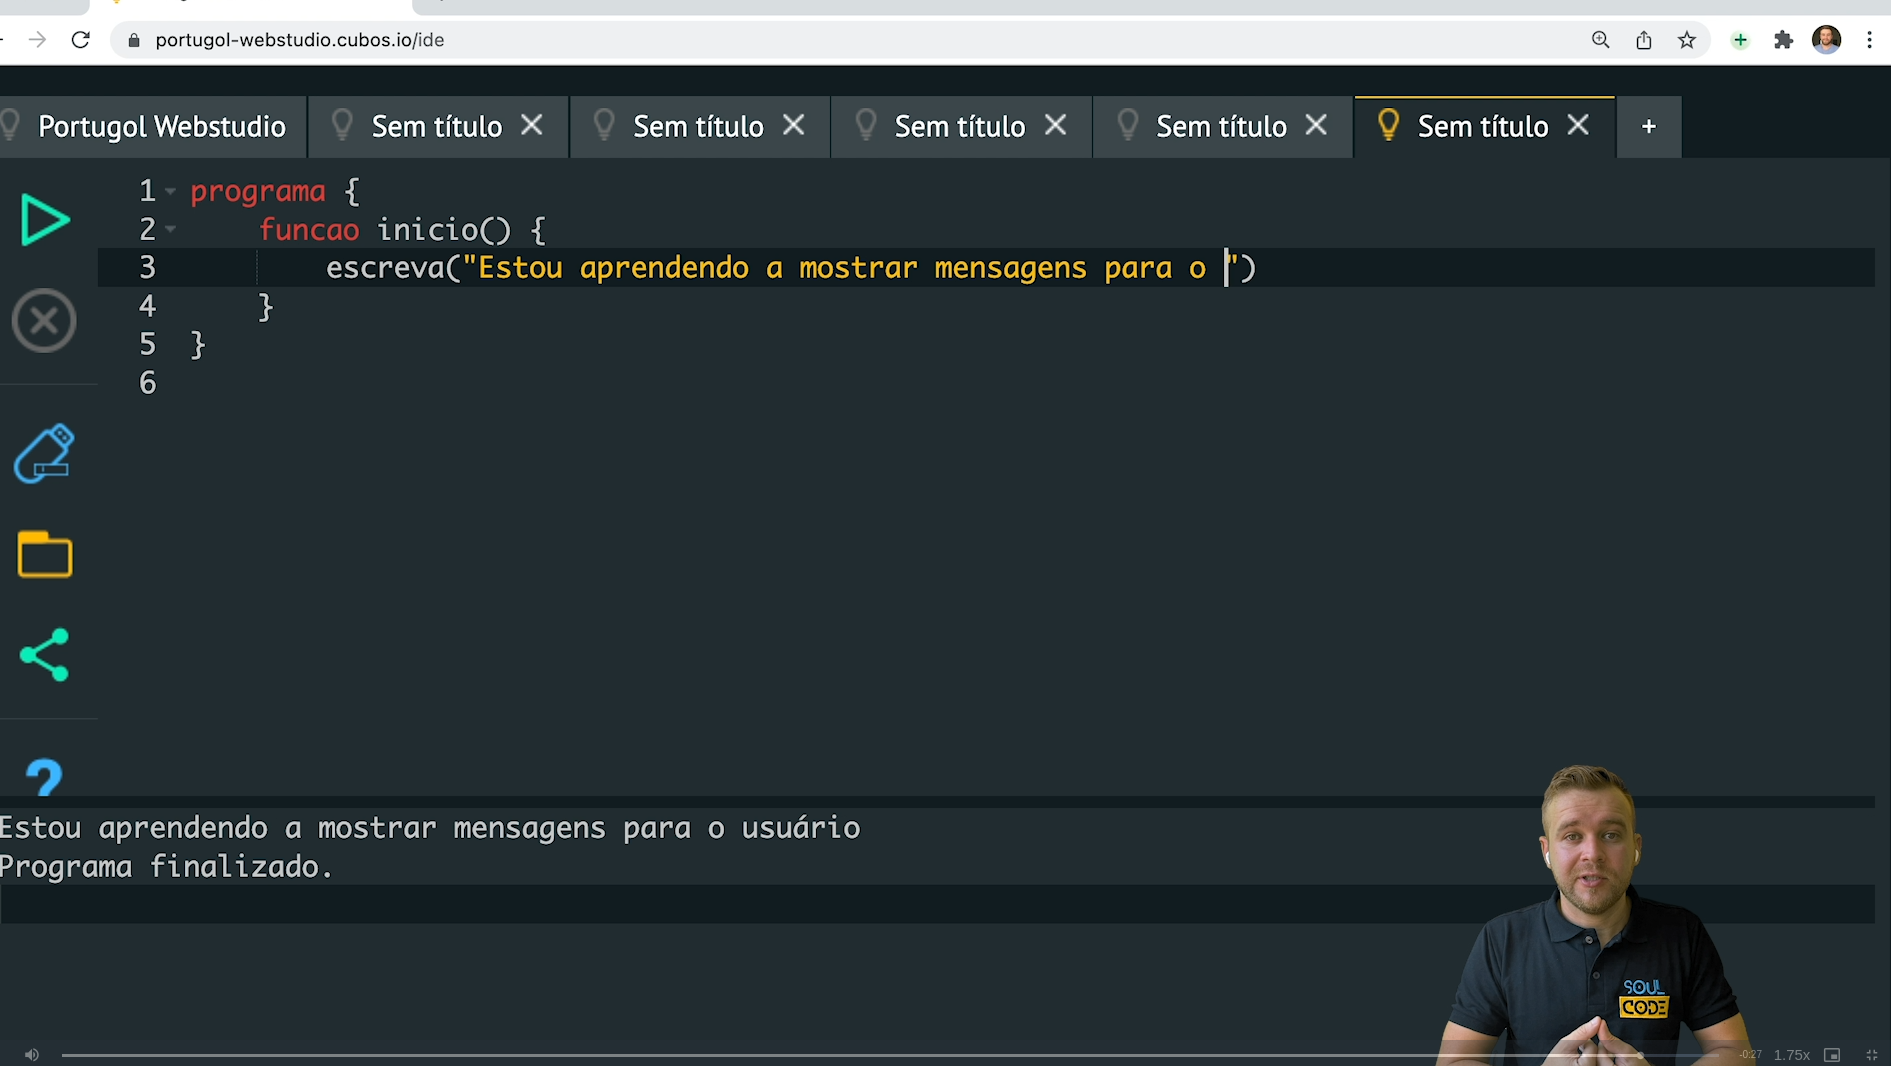 portugol-webstudio.cubos.io/ide
Portugol Webstudio
Sem título
Sem título
Sem título
Sem título
Sem título
+
1 programa {
2 funcao inicio() {
3 escreva("Estou aprendendo a mostrar mensagens para o ")
4 }
5 }
6
?
Estou aprendendo a mostrar mensagens para o usuário
Programa finalizado.
SOUL
CODE
-0:27 1.75x